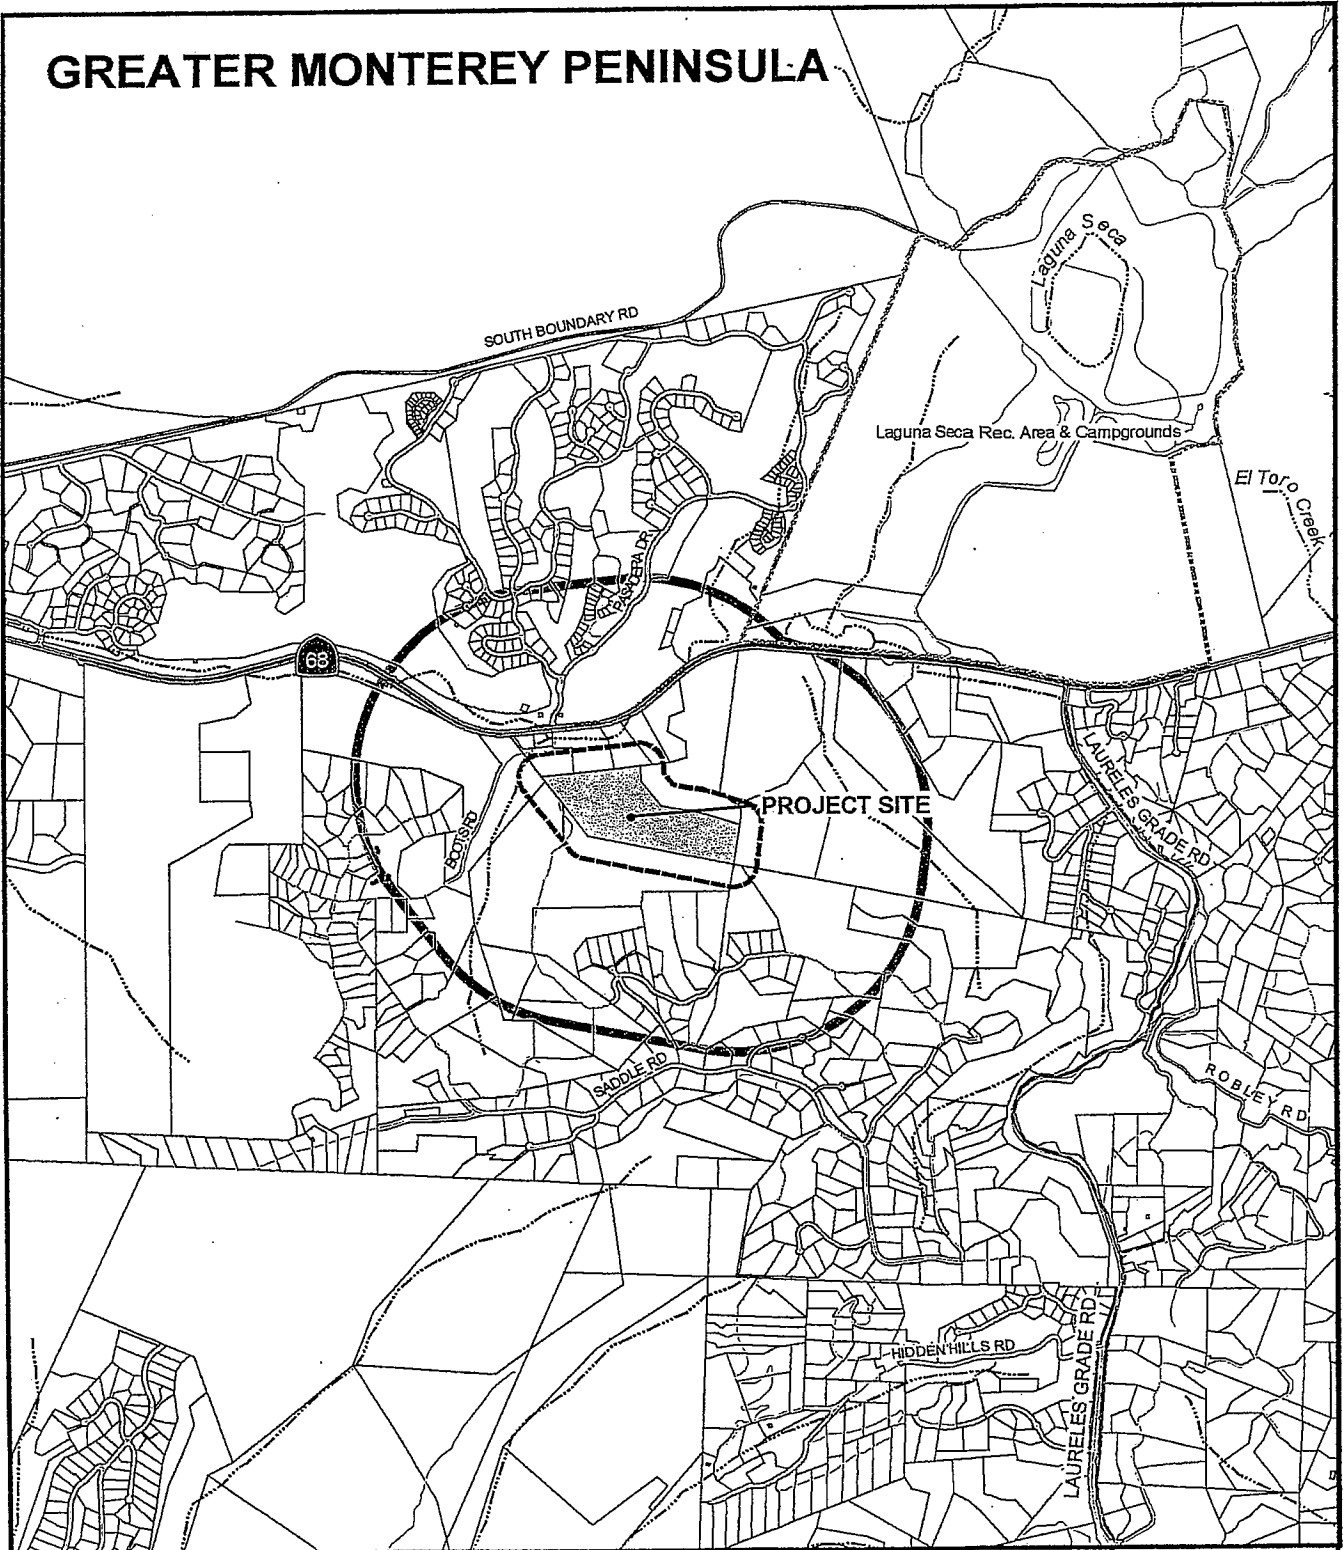 GREATER MONTEREY PENINSULA
Laguna Seca
SOUTH BOUNDARY RD
Laguna Seca Rec. Area & Campgrounds
El Toro Creek
PASADERA DR
68
PROJECT SITE
BOOTS RD
LAURELES GRADE RD
SADDLE RD
ROBLEY RD
HIDDEN HILLS RD
LAURELES GRADE RD